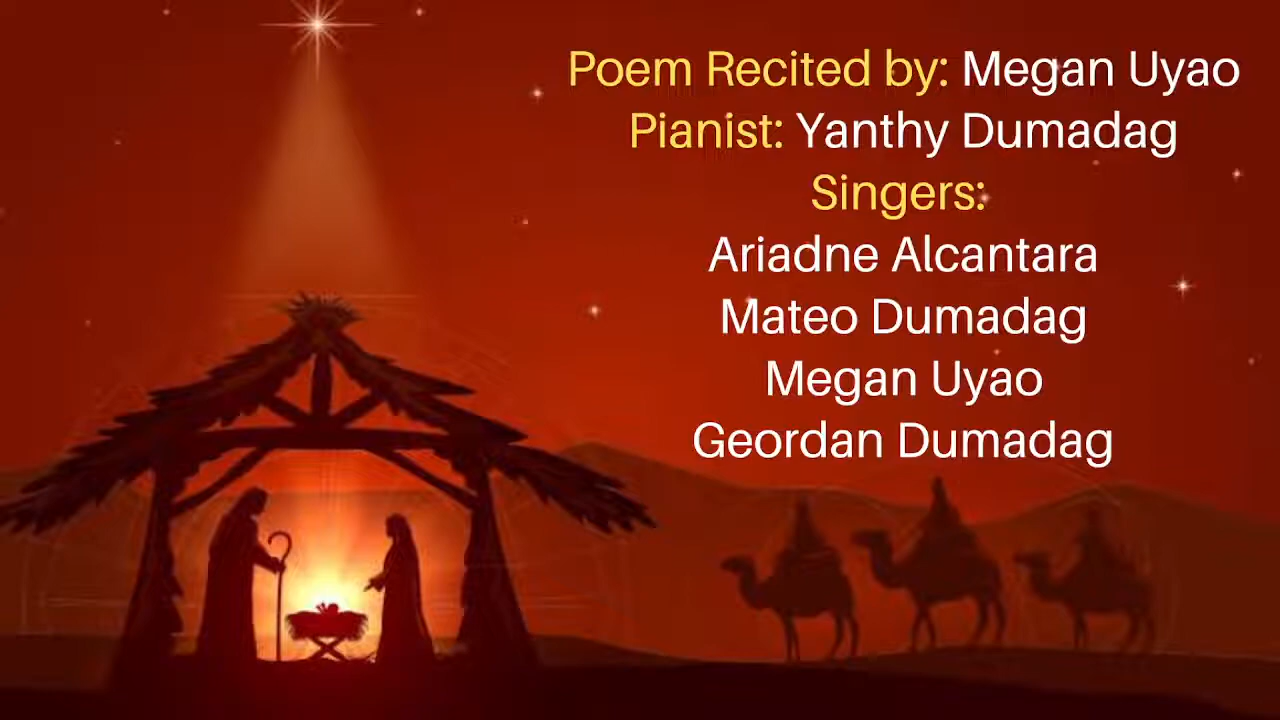 Poem Recited by: Megan Uyao
Pianist: Yanthy Dumadag
Singers:
Ariadne Alcantara
Mateo Dumadag
Megan Uyao
Geordan Dumadag